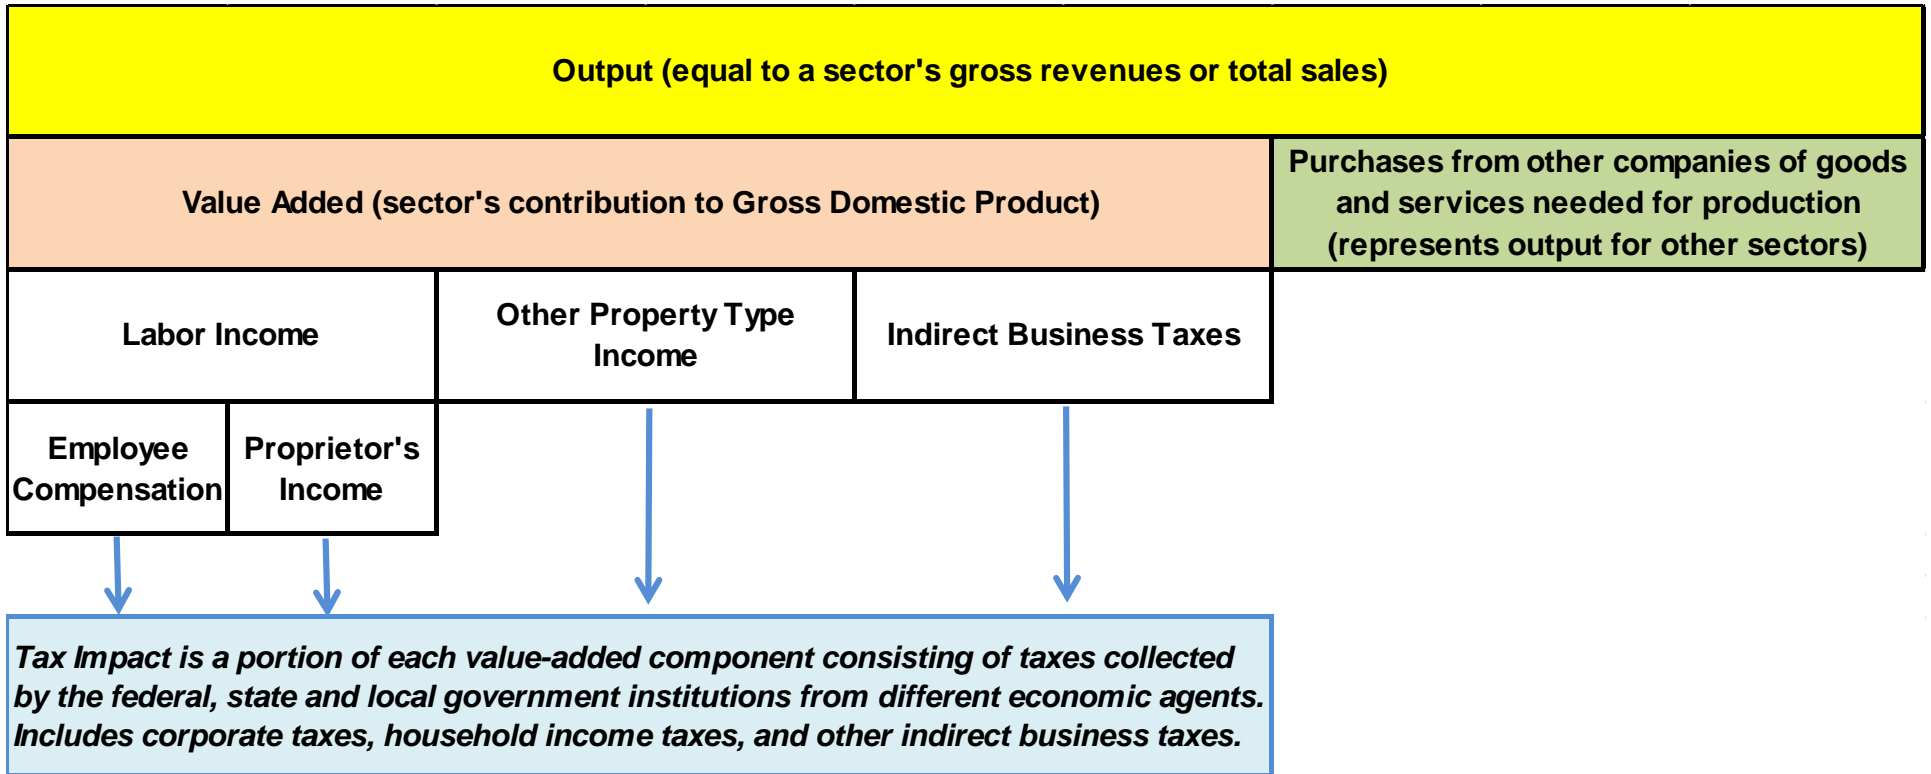 Output (equal to a sector's gross revenues or total sales)
Value Added (sector's contribution to Gross Domestic Product)
Purchases from other companies of goods
and services needed for production
(represents output for other sectors)
Labor Income
Other Property Type
Income
Indirect Business Taxes
Employee
Compensation
Proprietor's
Income
Tax Impact is a portion of each value-added component consisting of taxes collected
by the federal, state and local government institutions from different economic agents.
Includes corporate taxes, household income taxes, and other indirect business taxes.